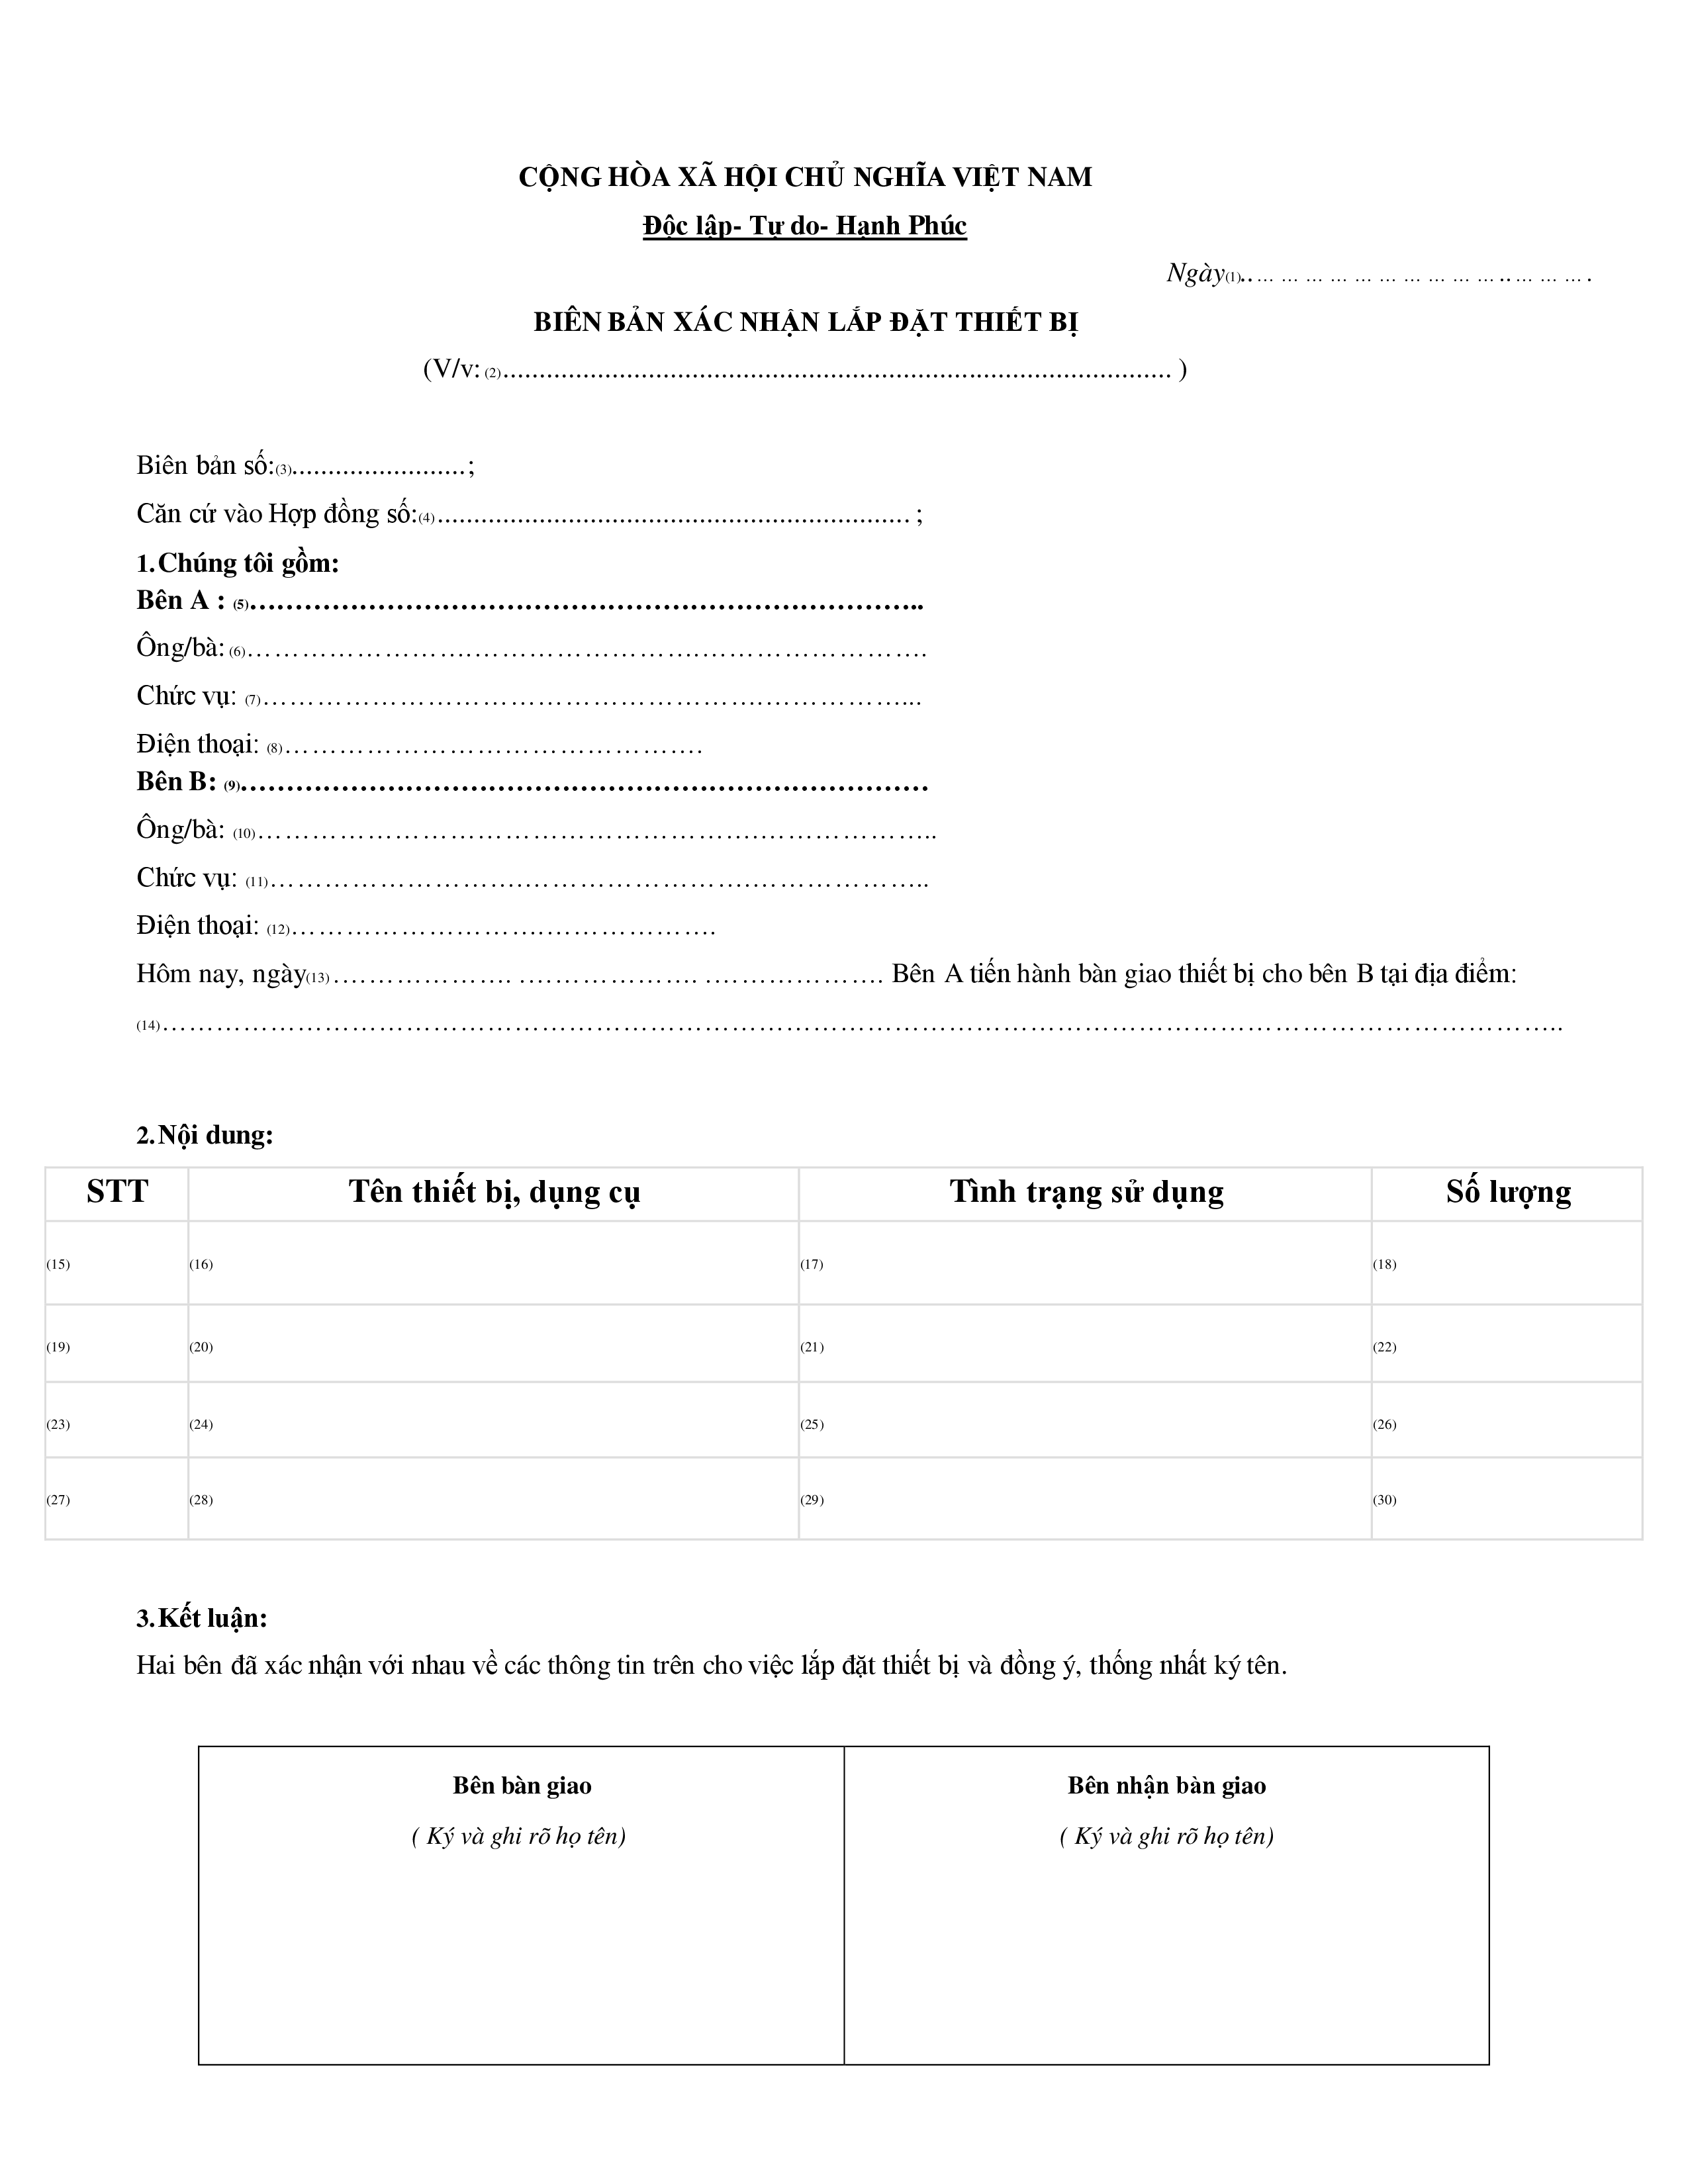 CỘNG HÒA XÃ HỘI CHỦ NGHĨA VIỆT NAM
Độc lập- Tự do- Hạnh Phúc
Ngày(1)..… … … … … … … … … …..… … … .
BIÊN BẢN XÁC NHẬN LẮP ĐẶT THIẾT BỊ
(V/v: (2)............................................................................................ )
Biên bản số:(3)........................;
Căn cứ vào Hợp đồng số:(4)................................................................. ;
1.Chúng tôi gồm:
Bên A : (5)…………………………………………………………………..
Ông/bà: (6)…………………….…………………….…………………….
Chức vụ: (7)……………………………………………….……………...
Điện thoại: (8)……………………………………….
Bên B: (9)…………………………………………………………………
Ông/bà: (10)……………………………………………….………………..
Chức vụ: (11)……………………….…………………….………………..
Điện thoại: (12)……………………….……………….
Hôm nay, ngày(13)………………. .………………. .………………. Bên A tiến hành bàn giao thiết bị cho bên B tại địa điểm:
(14)………………………………………………………………………………………………………………………………………..
2.Nội dung:
STT Tên thiết bị, dụng cụ Tình trạng sử dụng Số lượng
(15) (16) (17) (18)
(19) (20) (21) (22)
(23) (24) (25) (26)
(27) (28) (29) (30)
3.Kết luận:
Hai bên đã xác nhận với nhau về các thông tin trên cho việc lắp đặt thiết bị và đồng ý, thống nhất ký tên.
Bên bàn giao Bên nhận bàn giao
( Ký và ghi rõ họ tên) ( Ký và ghi rõ họ tên)